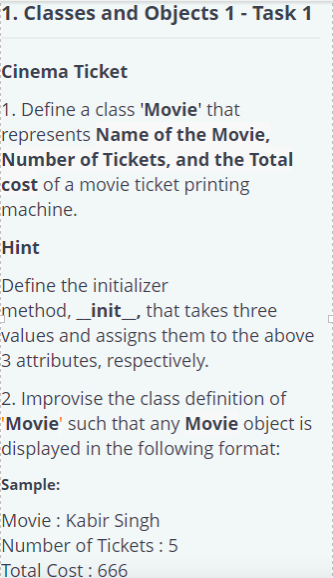 1. Classes and Objects 1 - Task 1
Cinema Ticket
1. Define a class 'Movie' that
represents Name of the Movie,
Number of Tickets, and the Total
cost of a movie ticket printing
machine.
Hint
Define the initializer
method, __init__, that takes three
values and assigns them to the above
3 attributes, respectively.
2. Improvise the class definition of
'Movie' such that any Movie object is
displayed in the following format:
Sample:
Movie : Kabir Singh
Number of Tickets : 5
Total Cost : 666